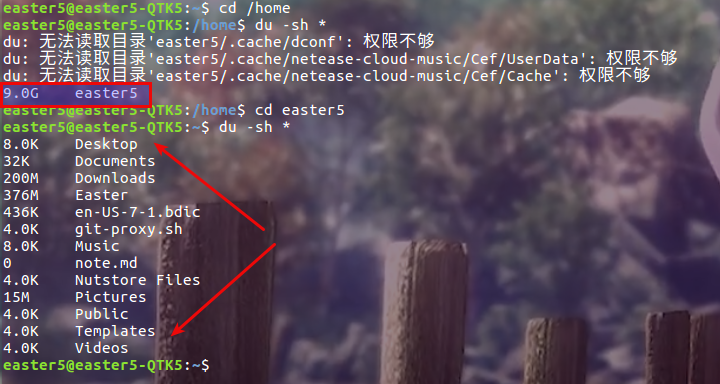 easter5@easter5-QTK5:~$ cd /home
easter5@easter5-QTK5:/home$ du -sh *
du: 无法读取目录'easter5/.cache/dconf': 权限不够
du: 无法读取目录'easter5/.cache/netease-cloud-music/Cef/UserData': 权限不够
du: 无法读取目录'easter5/.cache/netease-cloud-music/Cef/Cache': 权限不够
9.0G    easter5
easter5@easter5-QTK5:/home$ cd easter5
easter5@easter5-QTK5:~$ du -sh *
8.0K    Desktop
32K     Documents
200M    Downloads
376M    Easter
436K    en-US-7-1.bdic
4.0K    git-proxy.sh
8.0K    Music
0       note.md
4.0K    Nutstore Files
15M     Pictures
4.0K    Public
4.0K    Templates
4.0K    Videos
easter5@easter5-QTK5:~$